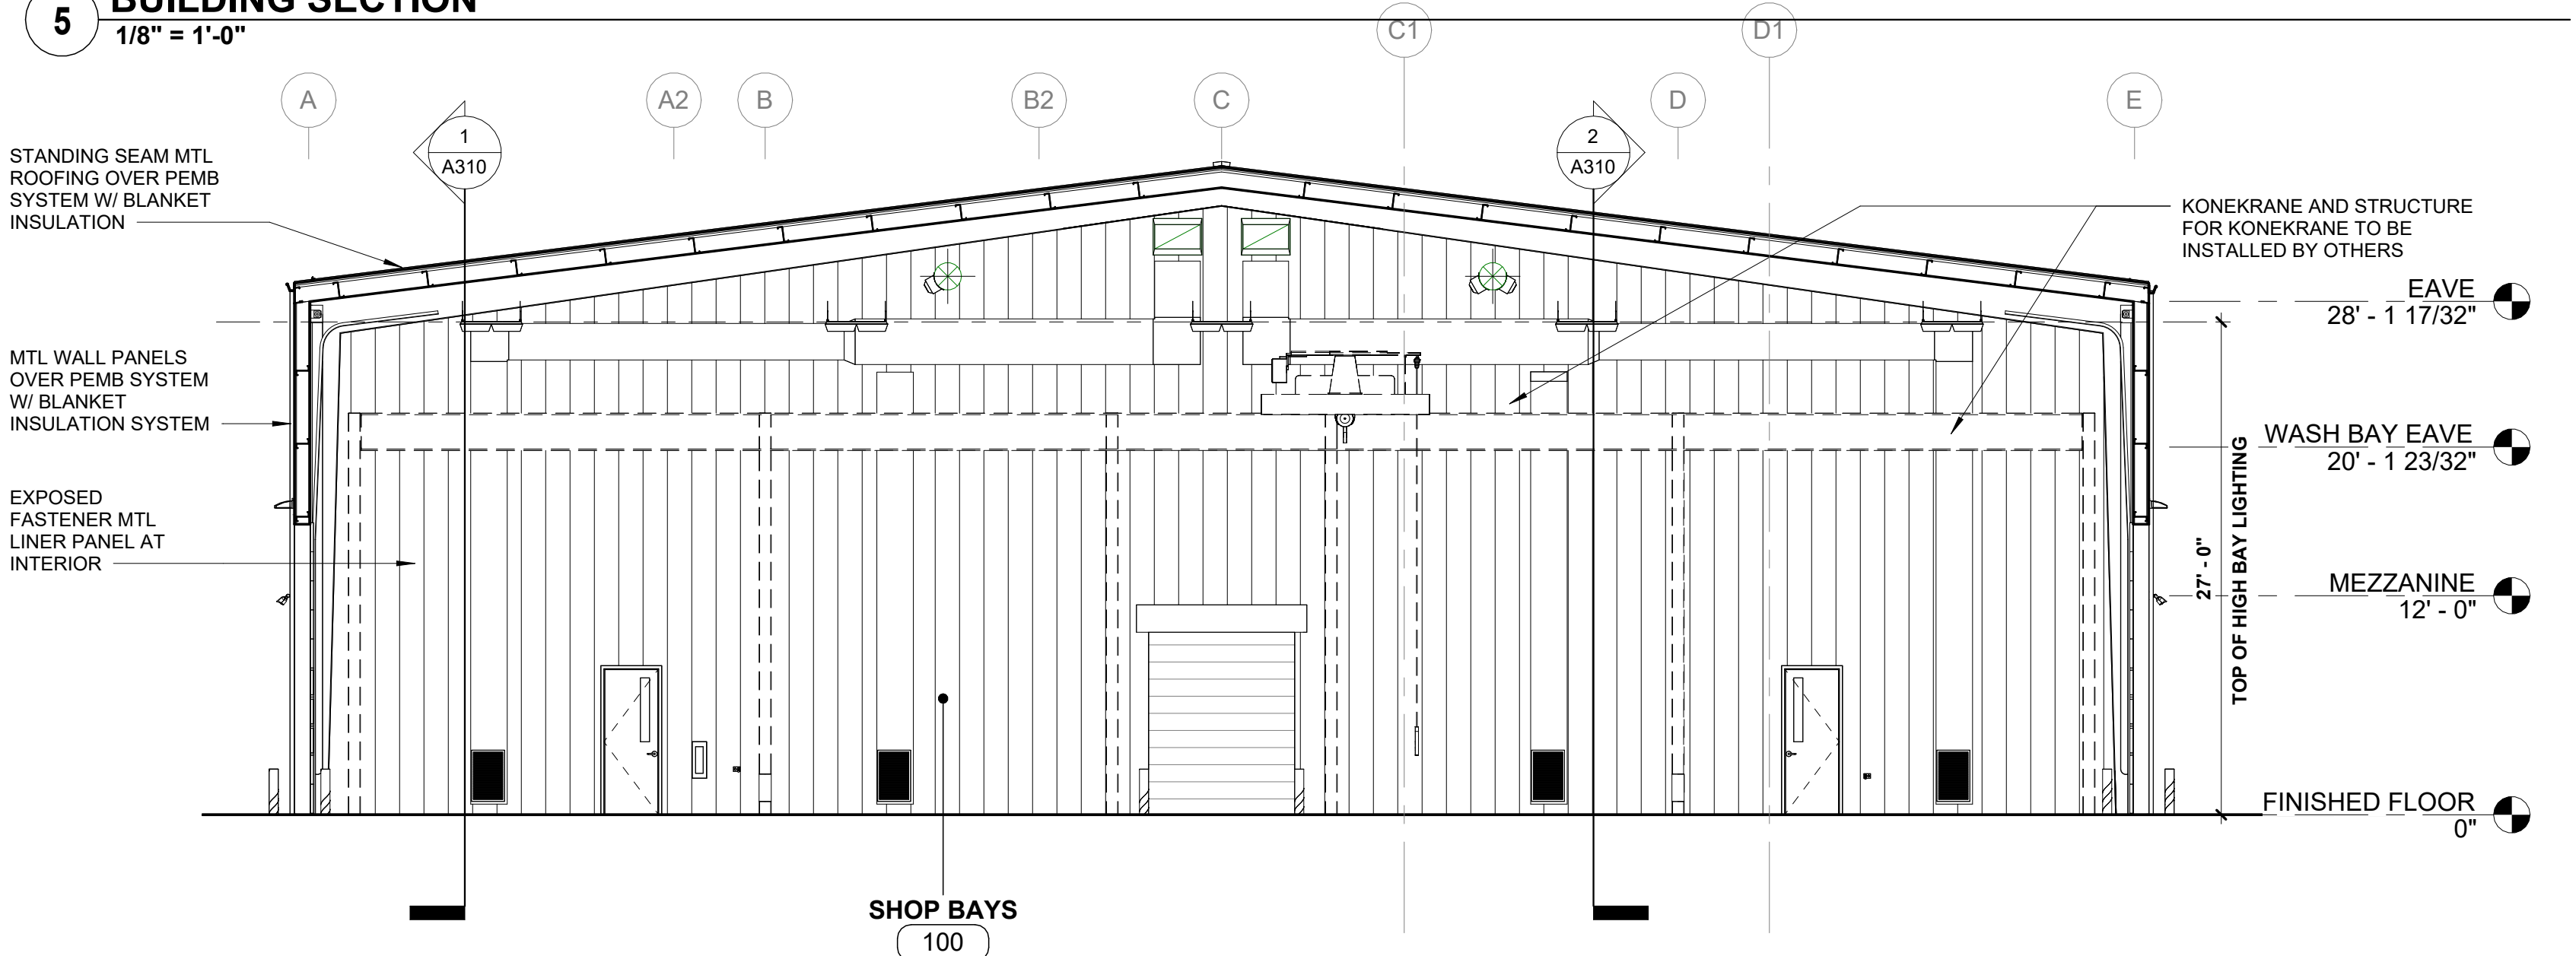 5
BUILDING SECTION
1/8" = 1'-0"
C1
D1
A
A2
B
B2
C
D
E
1
A310
2
A310
STANDING SEAM MTL
ROOFING OVER PEMB
SYSTEM W/ BLANKET
INSULATION
MTL WALL PANELS
OVER PEMB SYSTEM
W/ BLANKET
INSULATION SYSTEM
EXPOSED
FASTENER MTL
LINER PANEL AT
INTERIOR
KONEKRANE AND STRUCTURE
FOR KONEKRANE TO BE
INSTALLED BY OTHERS
EAVE
28' - 1 17/32"
WASH BAY EAVE
20' - 1 23/32"
MEZZANINE
12' - 0"
FINISHED FLOOR
0"
27' - 0"
TOP OF HIGH BAY LIGHTING
SHOP BAYS
100